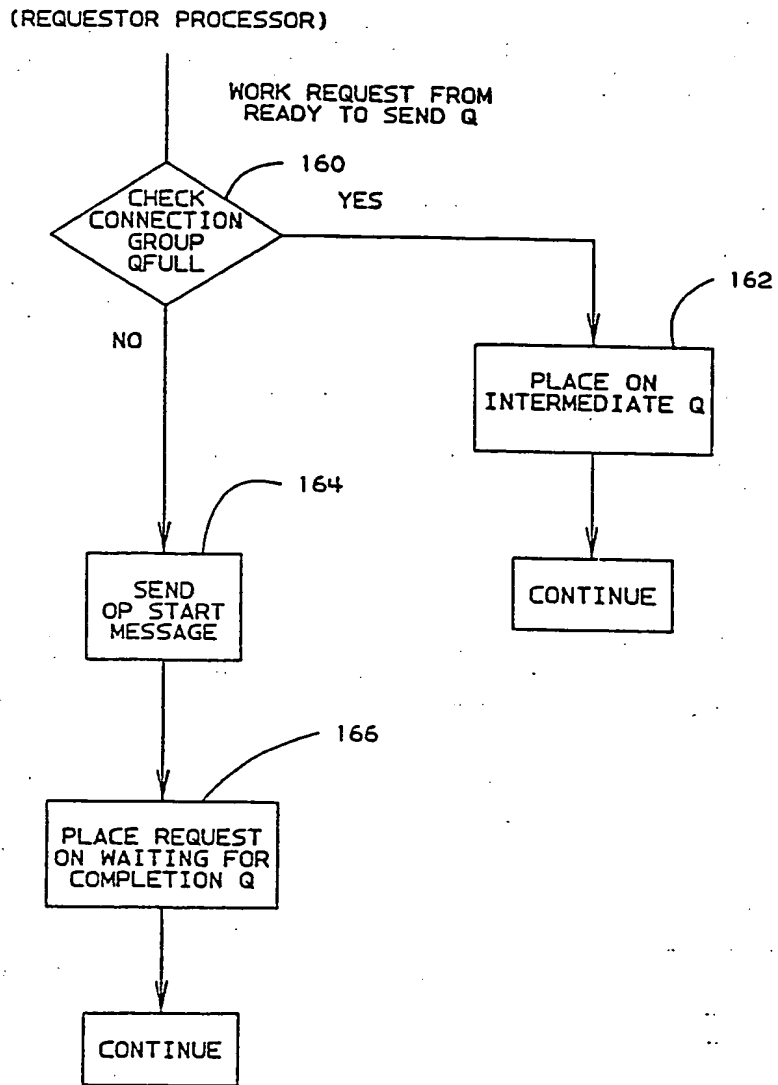 (REQUESTOR PROCESSOR)
WORK REQUEST FROM
READY TO SEND Q
160
CHECK
CONNECTION
GROUP
QFULL
YES
NO
162
PLACE ON
INTERMEDIATE Q
164
SEND
OP START
MESSAGE
CONTINUE
166
PLACE REQUEST
ON WAITING FOR
COMPLETION Q
CONTINUE